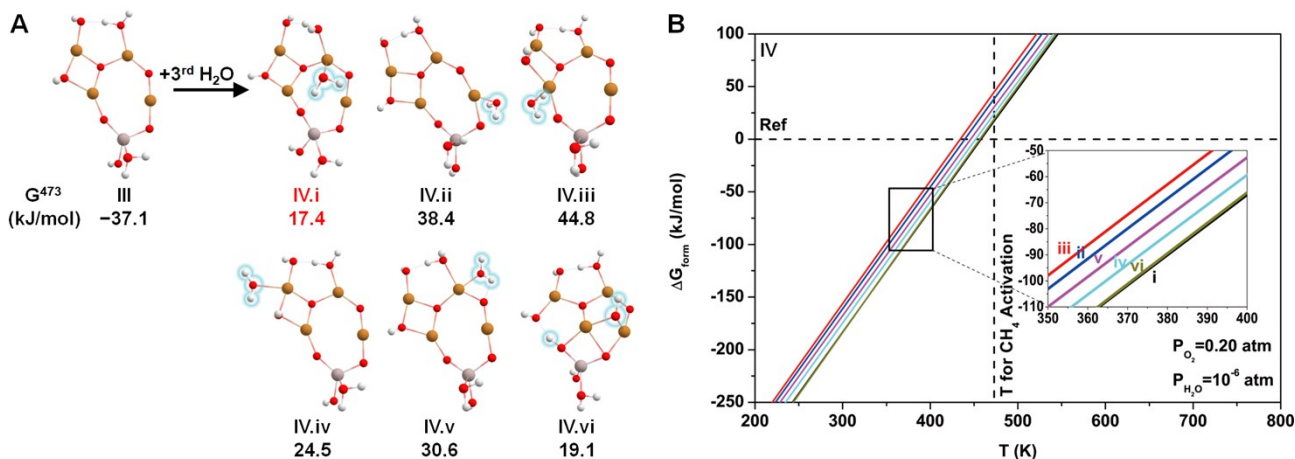 A
+3rd H2O
G473
(kJ/mol)
III
−37.1
IV.i
17.4
IV.ii
38.4
IV.iii
44.8
IV.iv
24.5
IV.v
30.6
IV.vi
19.1
B
IV
Ref
ΔGform (kJ/mol)
100
50
0
-50
-100
-150
-200
-250
200
300
400
500
600
700
800
T (K)
T for CH4 Activation
-50
-60
-70
-80
-90
-100
-110
350
360
370
380
390
400
iii
ii
v
iv
vi
i
PO2=0.20 atm
PH2O=10-6 atm